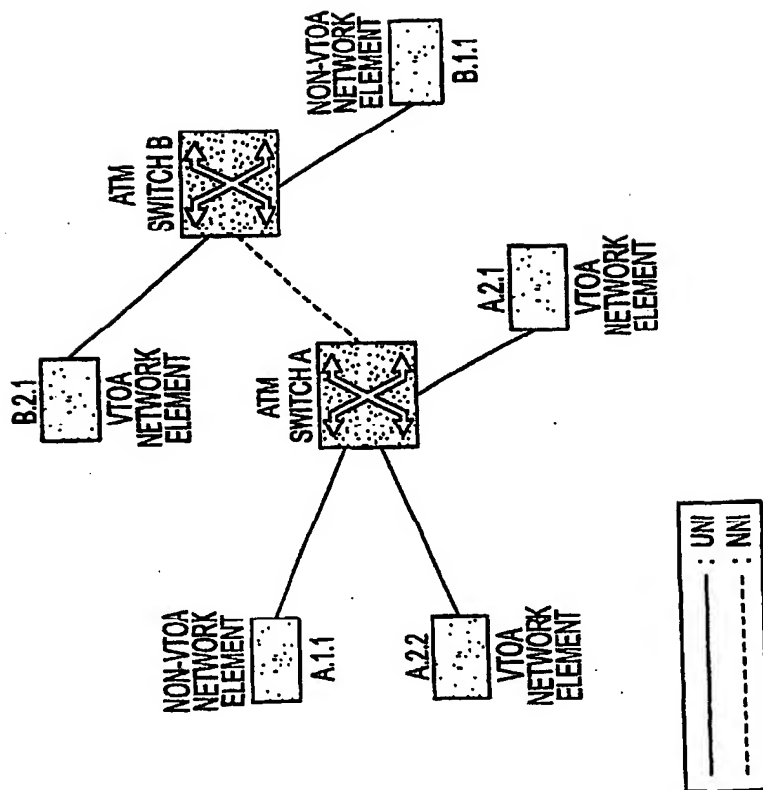 B.2.1
VTOA
NETWORK
ELEMENT
ATM
SWITCH B
NON-VTOA
NETWORK
ELEMENT
A.1.1
ATM
SWITCH A
NON-VTOA
NETWORK
ELEMENT
B.1.1
A.2.2
VTOA
NETWORK
ELEMENT
A.2.1
VTOA
NETWORK
ELEMENT
: UNI
: NNI